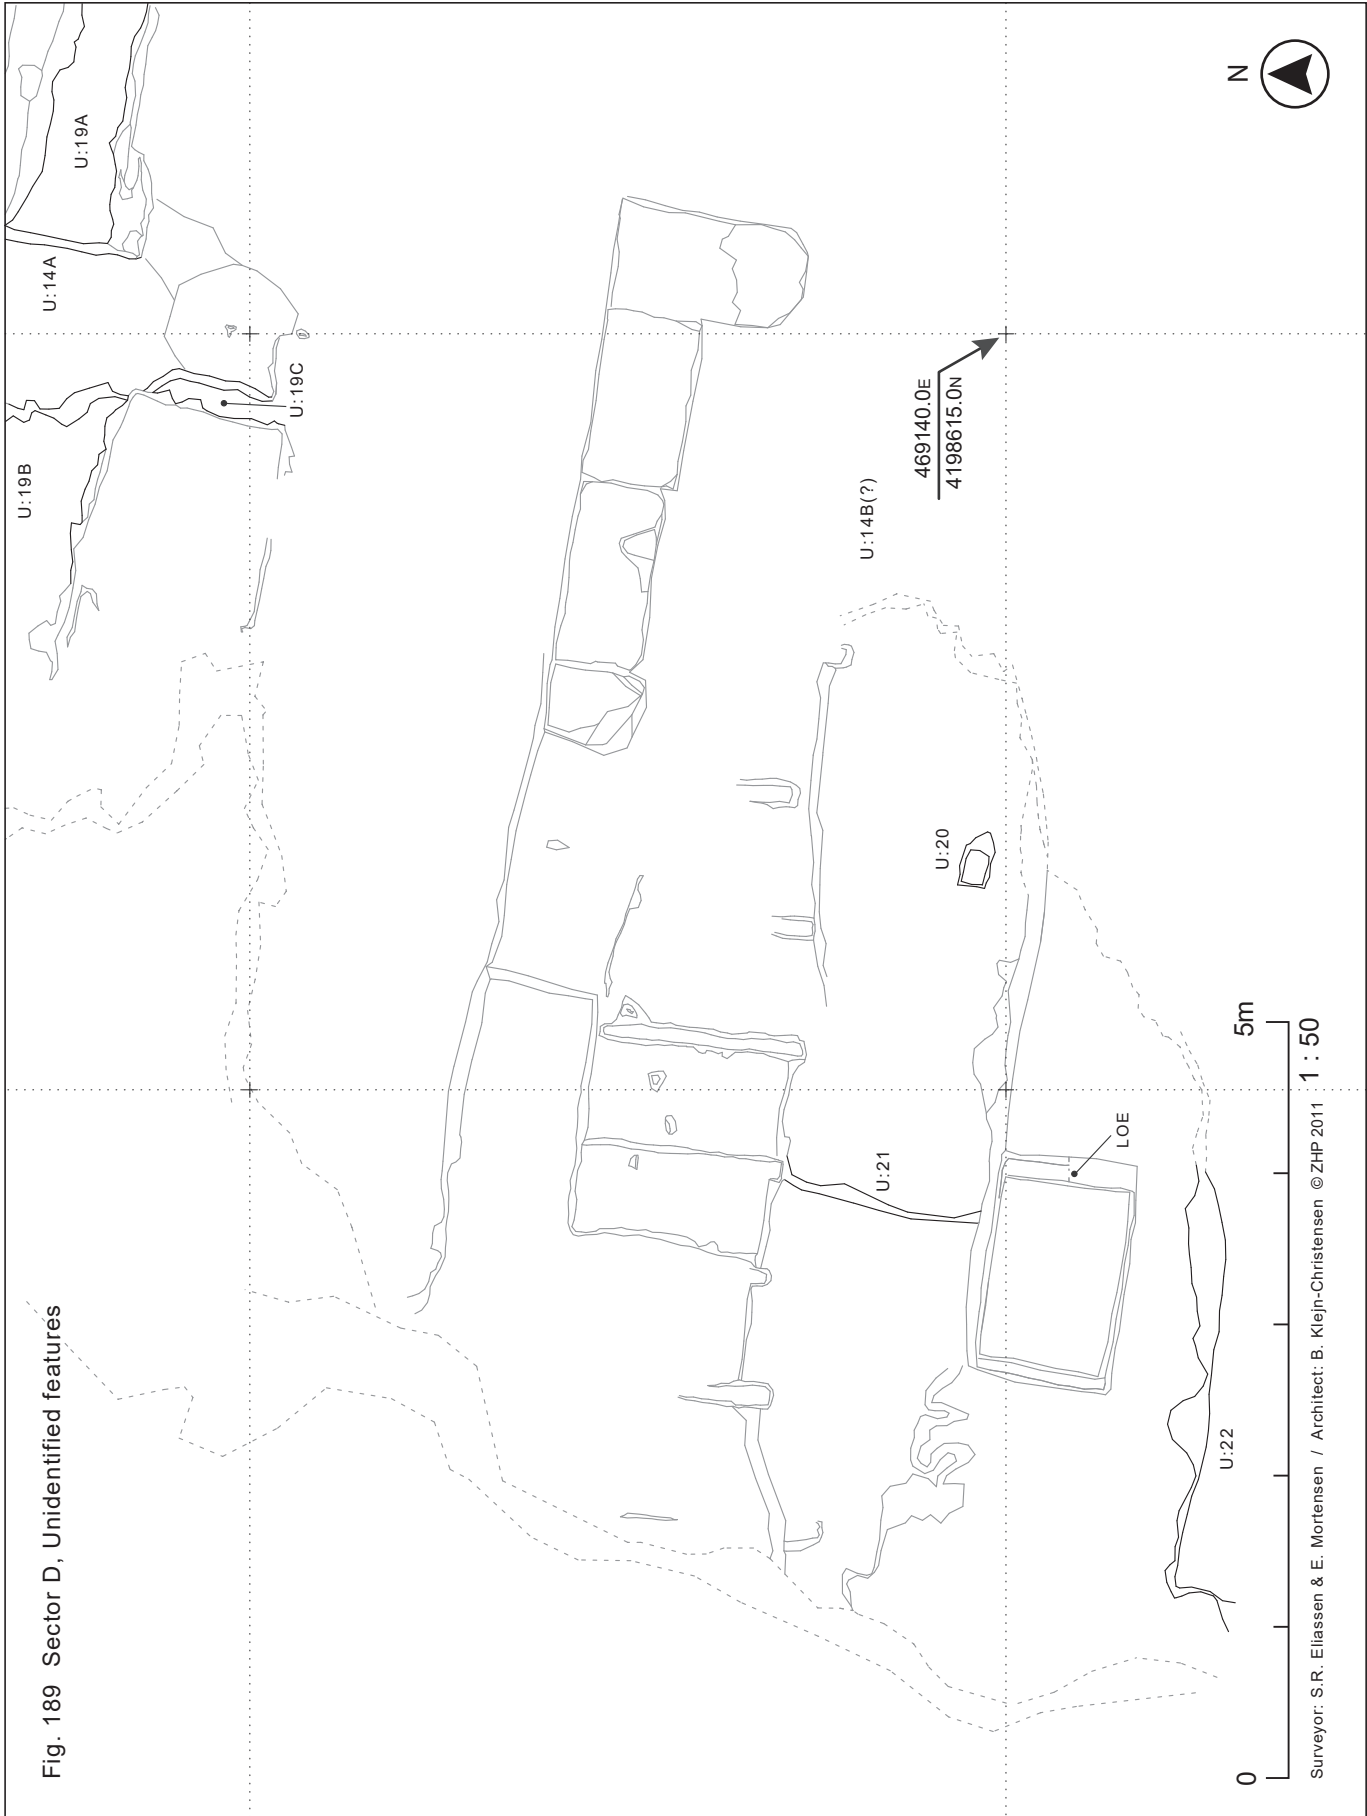 Fig. 189 Sector D, Unidentified features
U:19B
U:14A
U:19A
U:19C
N
469140.0E
4198615.0N
U:14B(?)
U:20
U:21
LOE
U:22
0
5m
1 : 50
Surveyor: S.R. Eliassen & E. Mortensen / Architect: B. Klejn-Christensen ©ZHP 2011